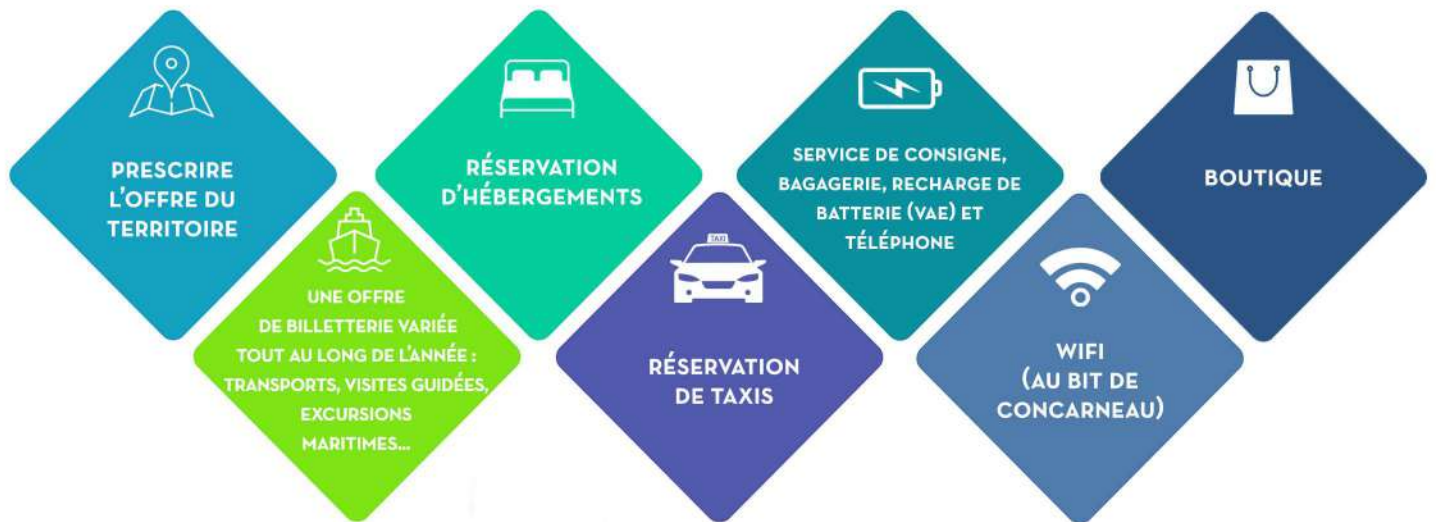 PRESCRIRE
L'OFFRE DU
TERRITOIRE
UNE OFFRE
DE BILLETTERIE VARIÉE
TOUT AU LONG DE L'ANNÉE :
TRANSPORTS, VISITES GUIDÉES,
EXCURSIONS
MARITIMES...
RÉSERVATION
D'HÉBERGEMENTS
TAXI
RÉSERVATION
DE TAXIS
SERVICE DE CONSIGNE,
BAGAGERIE, RECHARGE DE
BATTERIE (VAE) ET
TÉLÉPHONE
WIFI
(AU BIT DE
CONCARNEAU)
BOUTIQUE